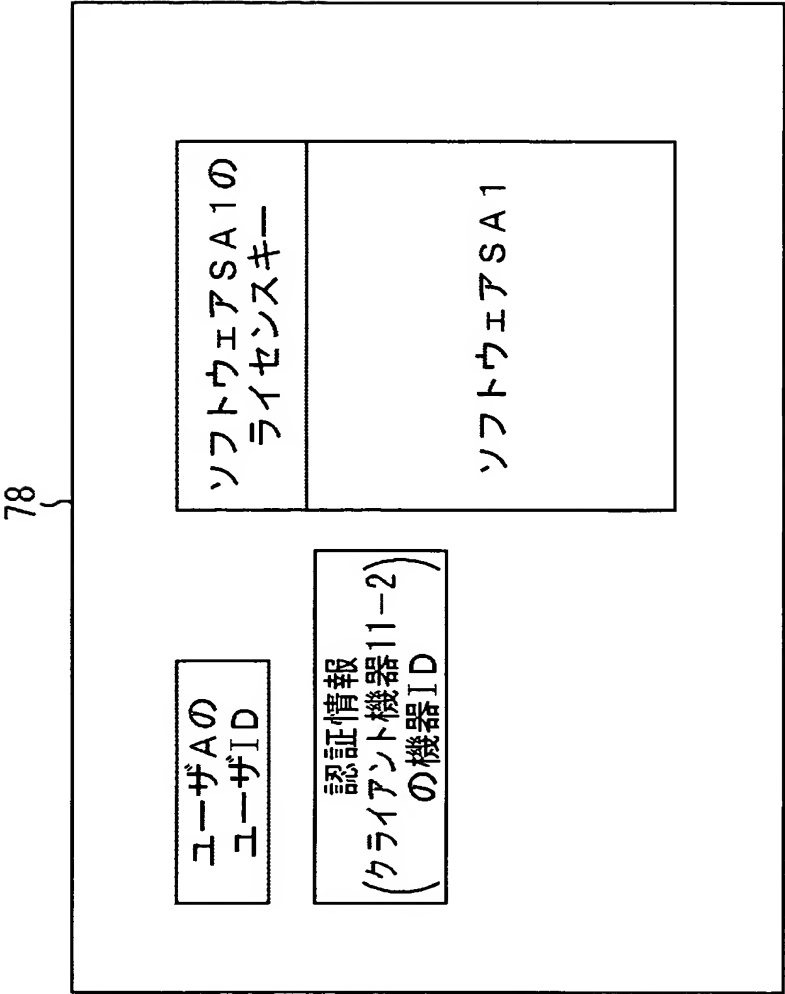 78
ユーザAの
ユーザID
認証情報
(クライアント機器11-2)
の機器ID
ソフトウェアSA1の
ライセンスキー
ソフトウェアSA1